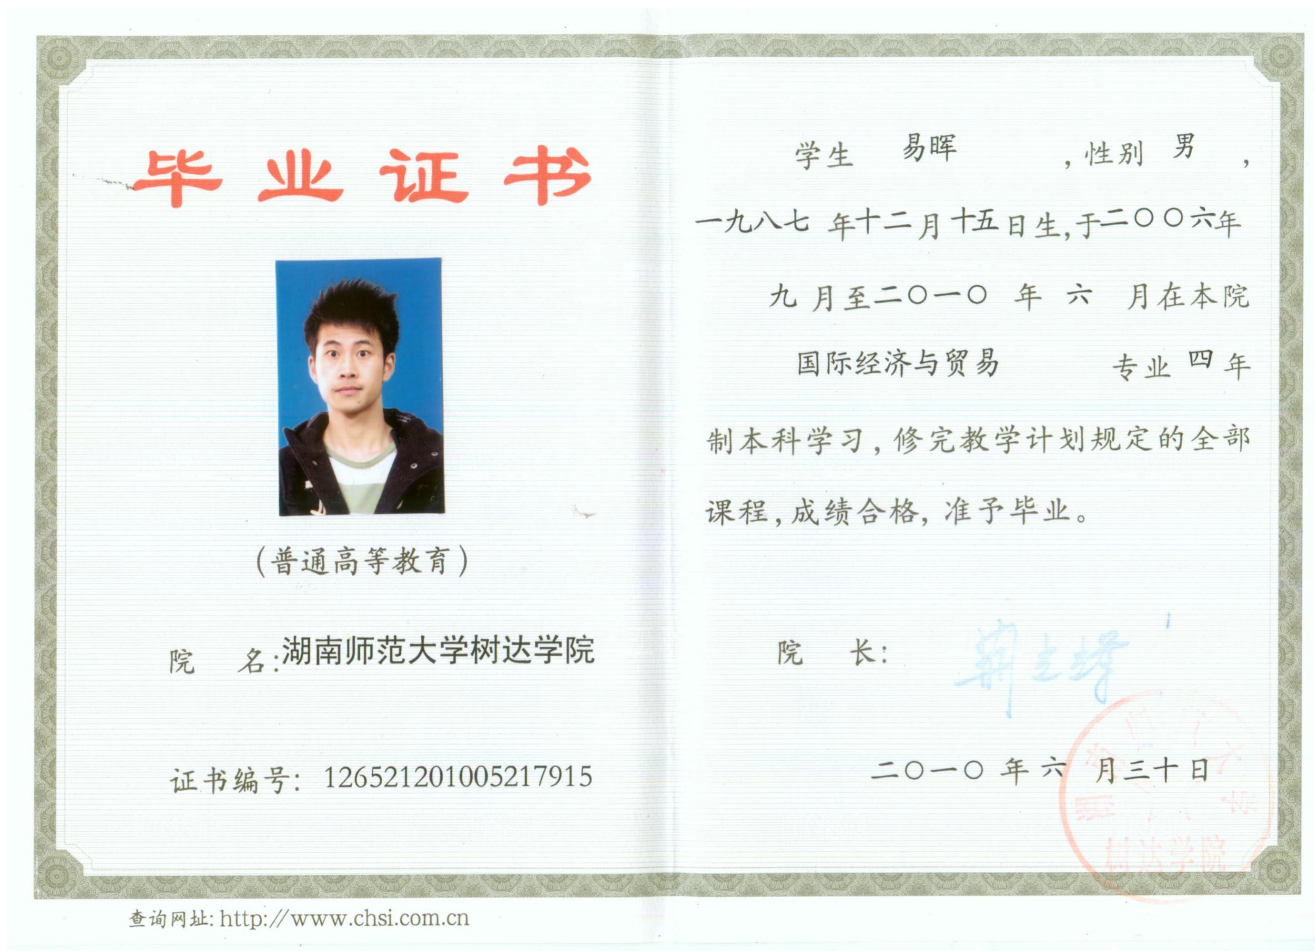 毕业证书
(普通高等教育)
院 名:湖南师范大学树达学院
证书编号: 126521201005217915
查询网址: http://www.chsi.com.cn
学生 易晖 , 性别 男 ,
一九八七 年十二月十五日生,于二〇〇六年
九 月至二〇一〇 年 六 月在本院
国际经济与贸易 专业 四 年
制本科学习, 修完教学计划规定的全部
课程, 成绩合格, 准予毕业。
院 长:
二〇一〇 年 六 月三十日
树达学院